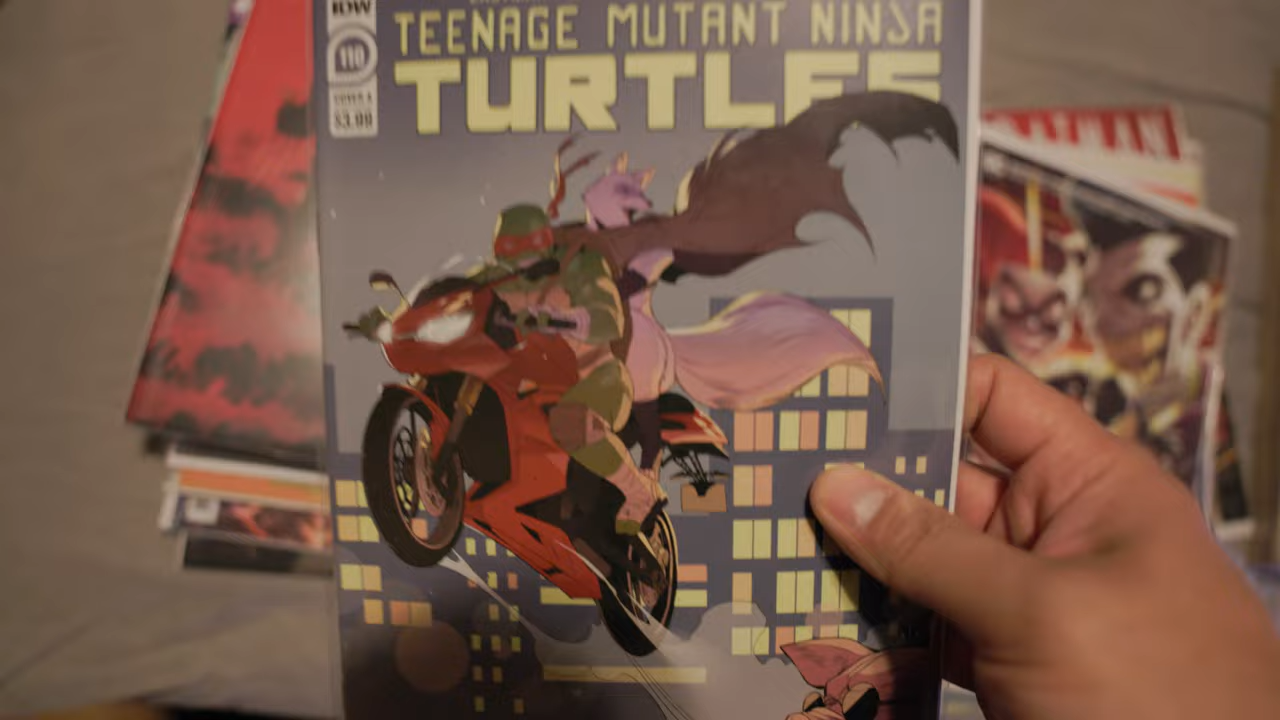 IDW
110
COVER A
$3.99
TEENAGE MUTANT NINJA
TURTLES